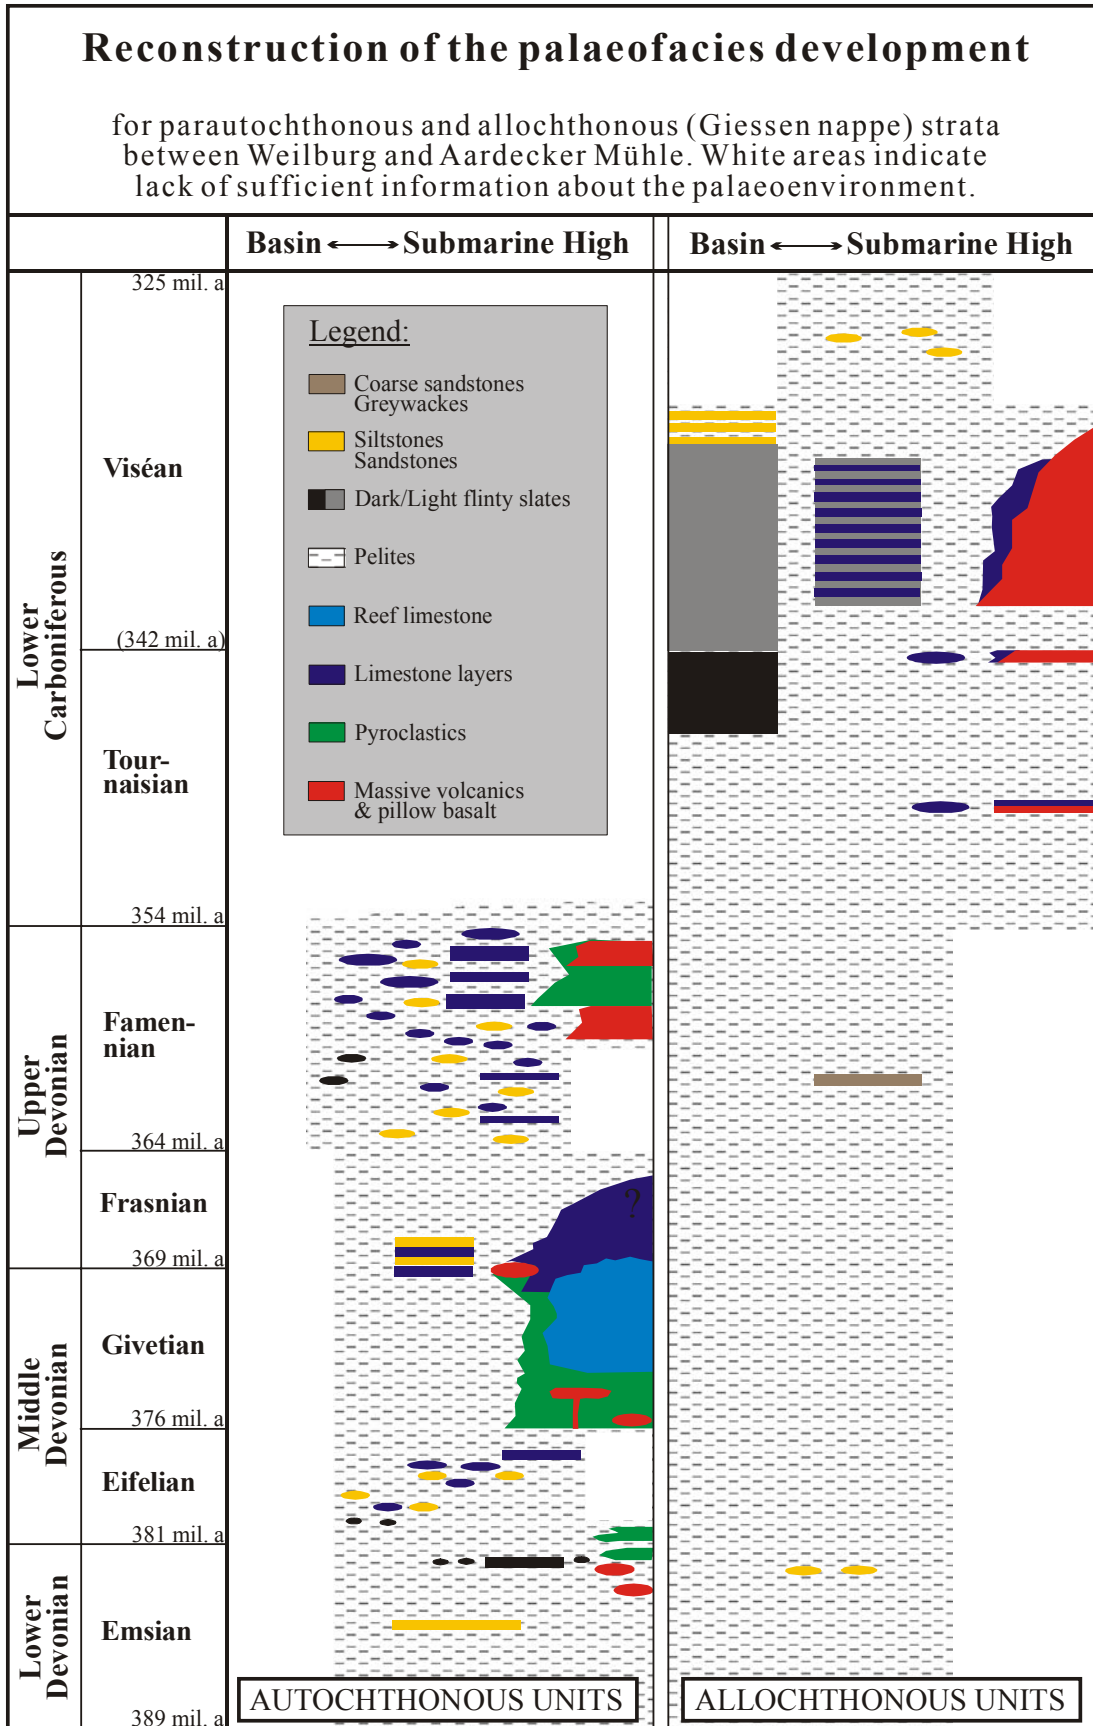 Reconstruction of the palaeofacies development
for parautochthonous and allochthonous (Giessen nappe) strata
between Weilburg and Aardecker Mühle. White areas indicate
lack of sufficient information about the palaeoenvironment.
Basin ⟷ Submarine High
Basin ⟷ Submarine High
325 mil. a
Legend:
Coarse sandstones
Greywackes
Siltstones
Sandstones
Dark/Light flinty slates
Pelites
Reef limestone
Limestone layers
Pyroclastics
Massive volcanics
& pillow basalt
Lower
Carboniferous
Viséan
(342 mil. a)
Tour-
naisian
354 mil. a
Upper
Devonian
Famen-
nian
364 mil. a
Frasnian
?
369 mil. a
Middle
Devonian
Givetian
376 mil. a
Eifelian
381 mil. a
Lower
Devonian
Emsian
389 mil. a
AUTOCHTHONOUS UNITS
ALLOCHTHONOUS UNITS